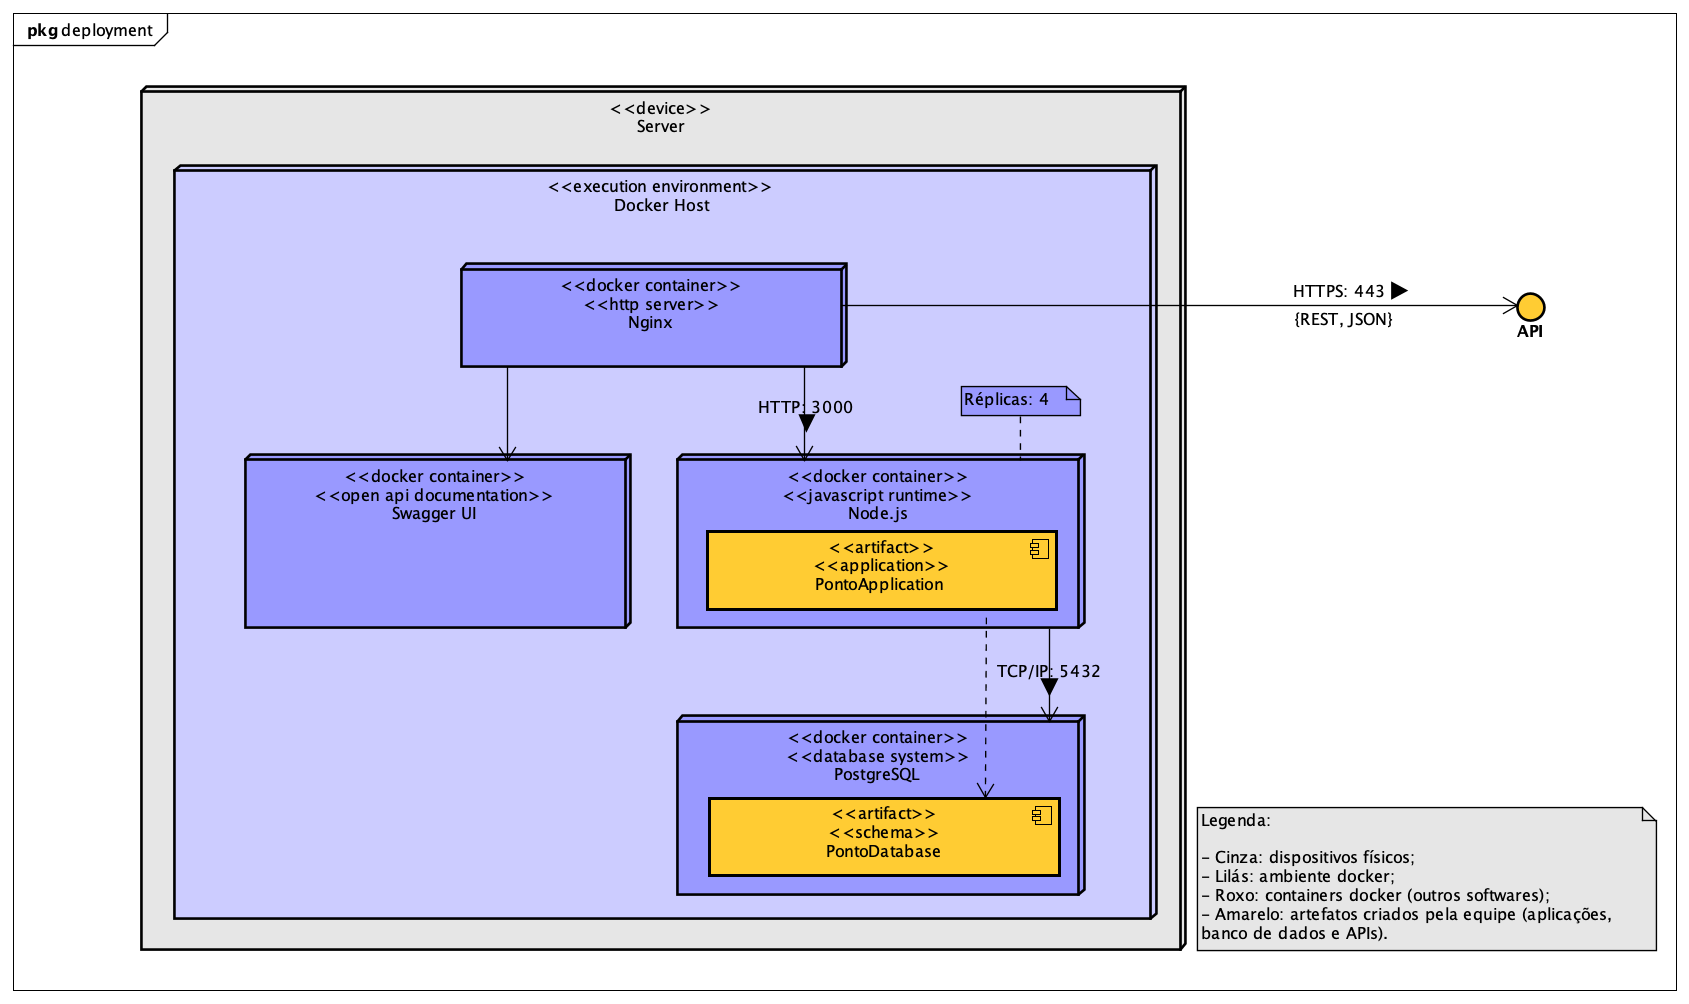 pkg deployment
<<device>>
Server
<<execution environment>>
Docker Host
<<docker container>>
<<http server>>
Nginx
HTTPS: 443
{REST, JSON}
API
HTTP: 3000
Réplicas: 4
<<docker container>>
<<open api documentation>>
Swagger UI
<<docker container>>
<<javascript runtime>>
Node.js
<<artifact>>
<<application>>
PontoApplication
TCP/IP: 5432
<<docker container>>
<<database system>>
PostgreSQL
<<artifact>>
<<schema>>
PontoDatabase
Legenda:
- Cinza: dispositivos físicos;
- Lilás: ambiente docker;
- Roxo: containers docker (outros softwares);
- Amarelo: artefatos criados pela equipe (aplicações,
banco de dados e APIs).